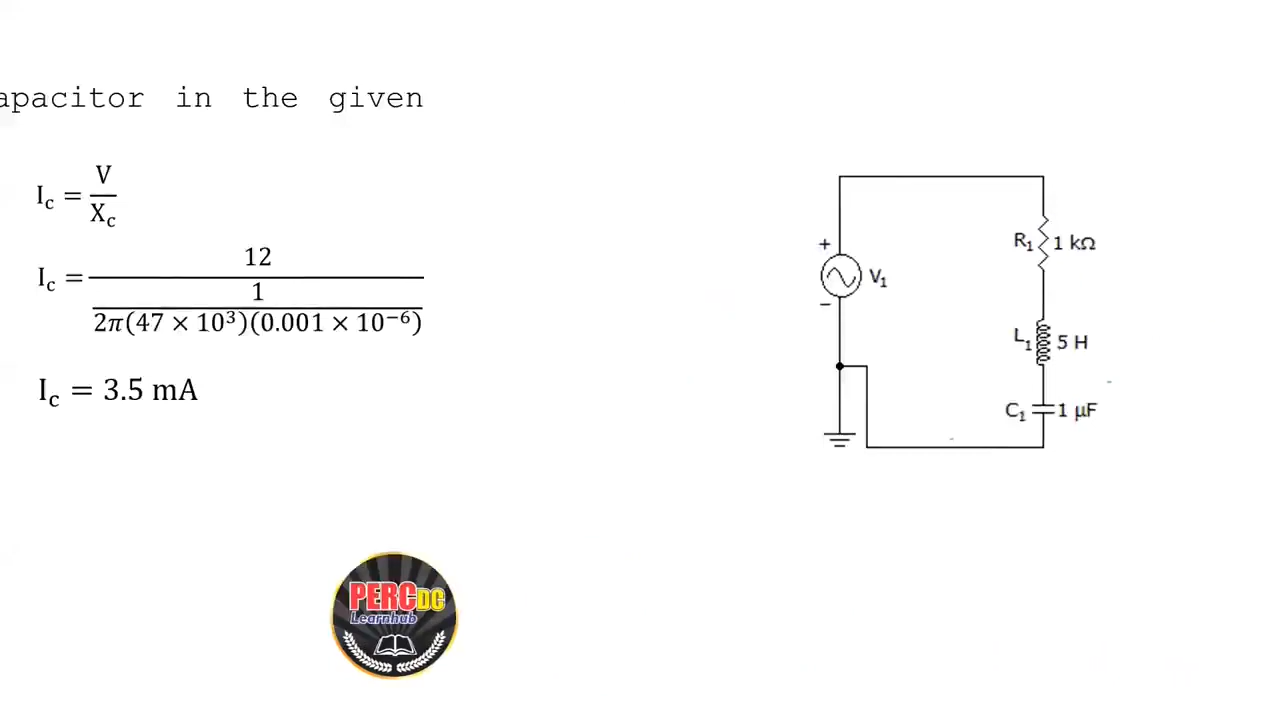 apacitor in the given
I_c = V/X_c
I_c = 12/(1/(2π(47 × 10³)(0.001 × 10⁻⁶)))
I_c = 3.5 mA
+
R₁ 1 kΩ
V₁
−
L₁ 5 H
C₁ 1 µF
PERCDC
Learnhub